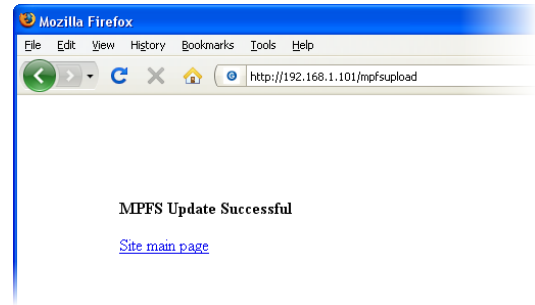 Mozilla Firefox
File Edit View History Bookmarks Tools Help
http://192.168.1.101/mpfsupload
MPFS Update Successful
Site main page